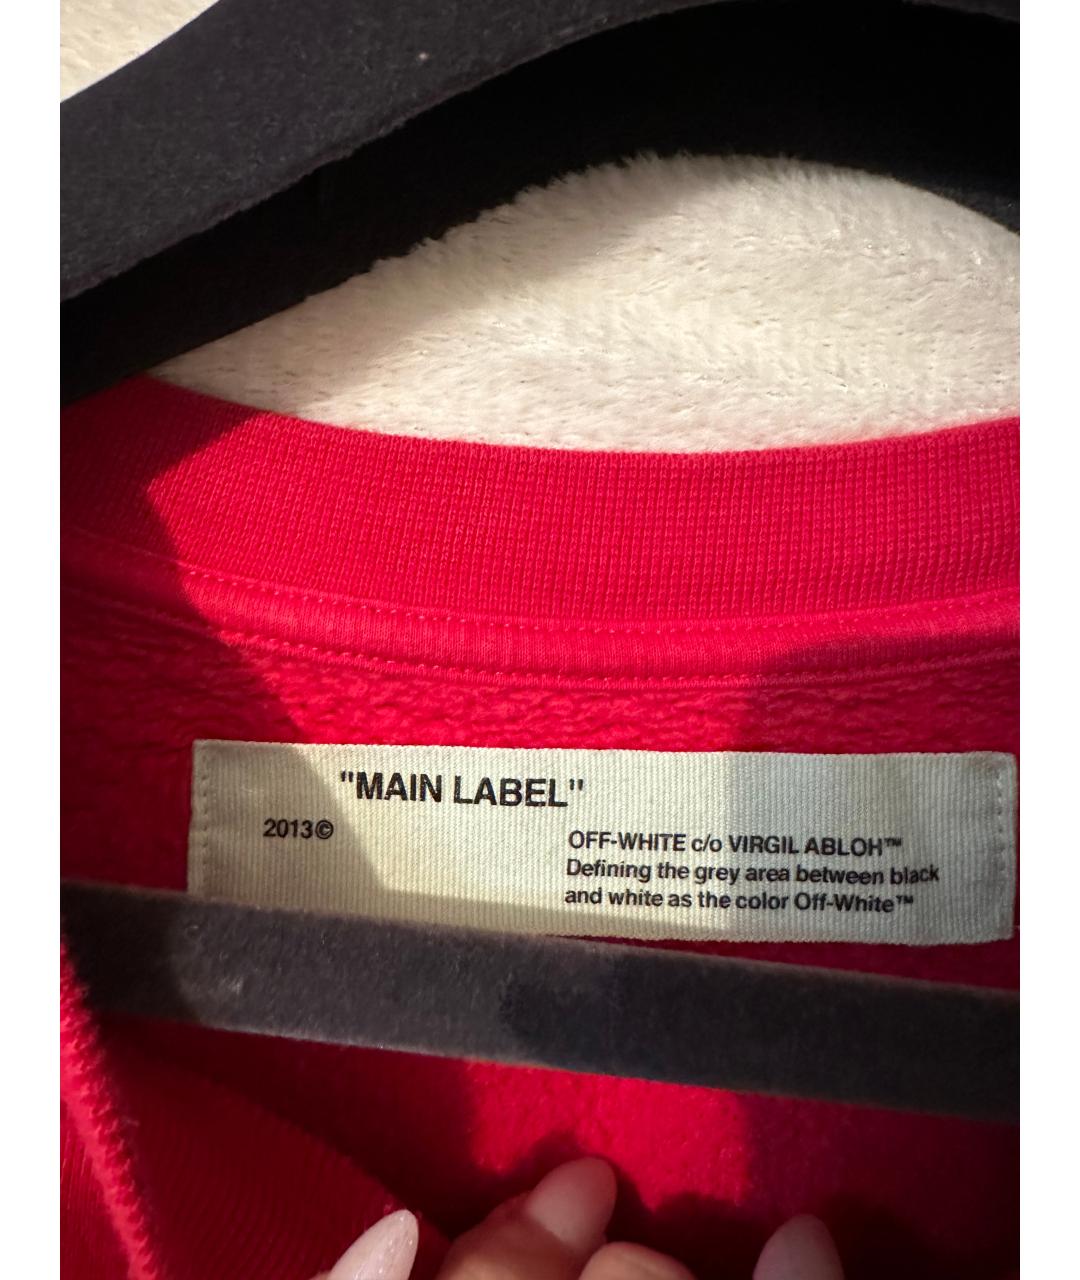 "MAIN LABEL"
2013©
OFF-WHITE c/o VIRGIL ABLOH™
Defining the grey area between black
and white as the color Off-White™